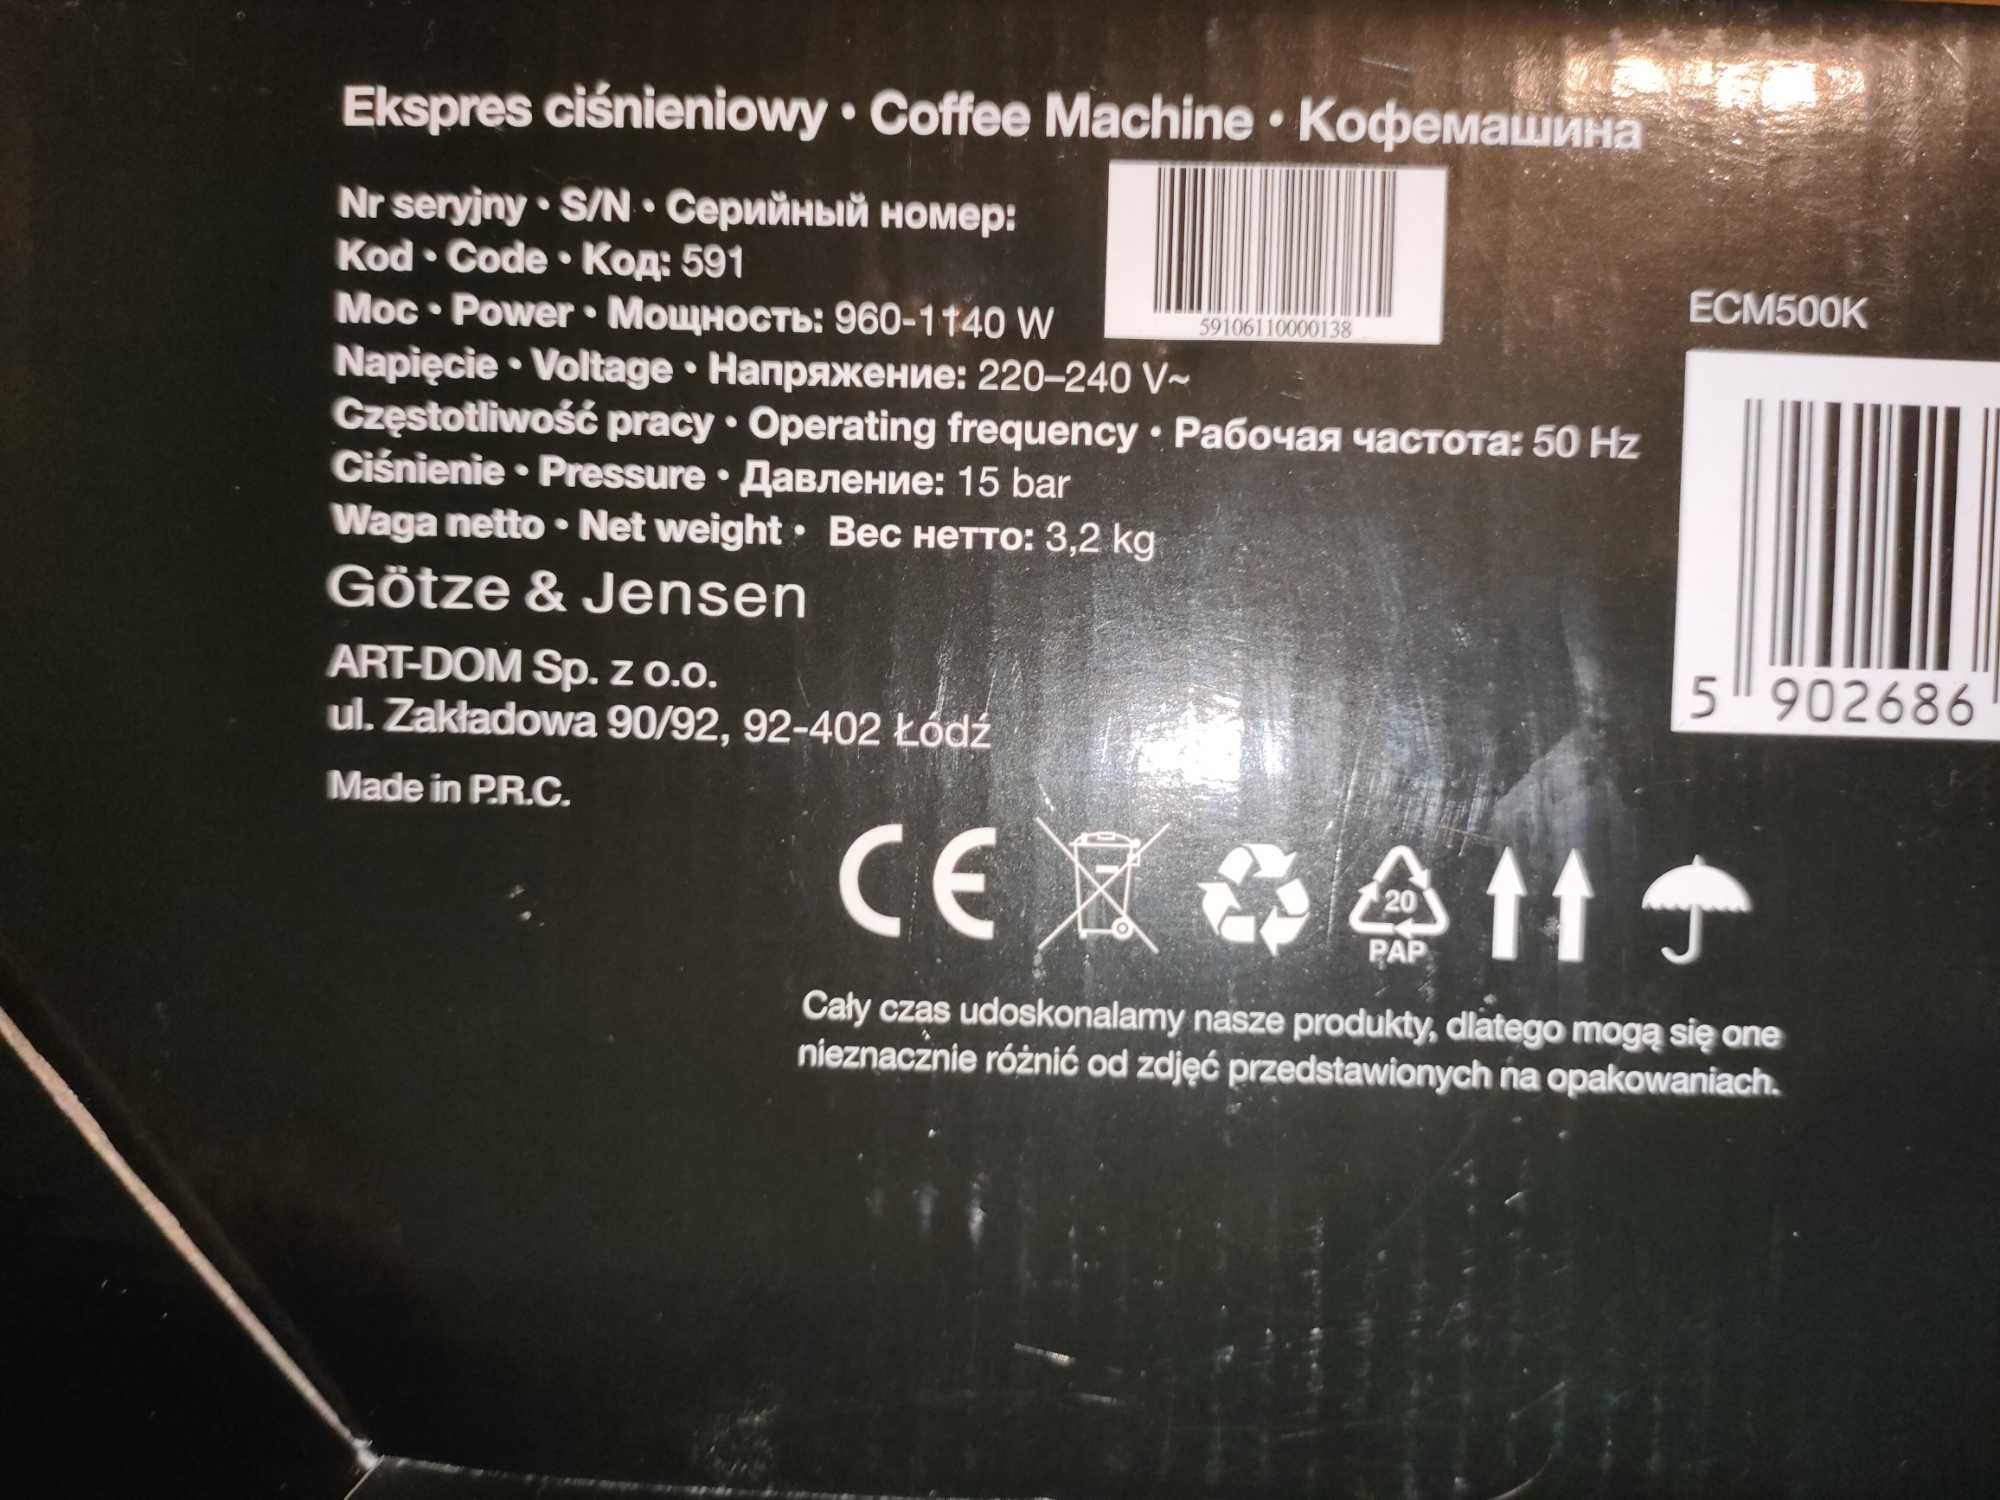 Ekspres ciśnieniowy • Coffee Machine • Кофемашина
Nr seryjny • S/N • Серийный номер:
59106110000138
Kod • Code • Код: 591
Moc • Power • Мощность: 960-1140 W
Napięcie • Voltage • Напряжение: 220–240 V~
Częstotliwość pracy • Operating frequency • Рабочая частота: 50 Hz
Ciśnienie • Pressure • Давление: 15 bar
Waga netto • Net weight • Вес нетто: 3,2 kg
Götze & Jensen
ART-DOM Sp. z o.o.
ul. Zakładowa 90/92, 92-402 Łódź
Made in P.R.C.
ECM500K
5 902686
CE
20
PAP
Cały czas udoskonalamy nasze produkty, dlatego mogą się one
nieznacznie różnić od zdjęć przedstawionych na opakowaniach.